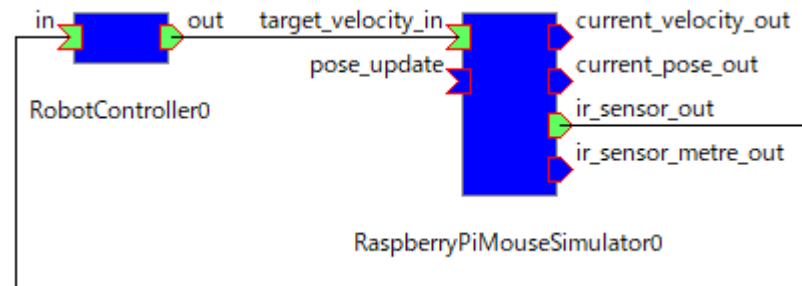 in
out
target_velocity_in
current_velocity_out
pose_update
current_pose_out
RobotController0
ir_sensor_out
ir_sensor_metre_out
RaspberryPiMouseSimulator0